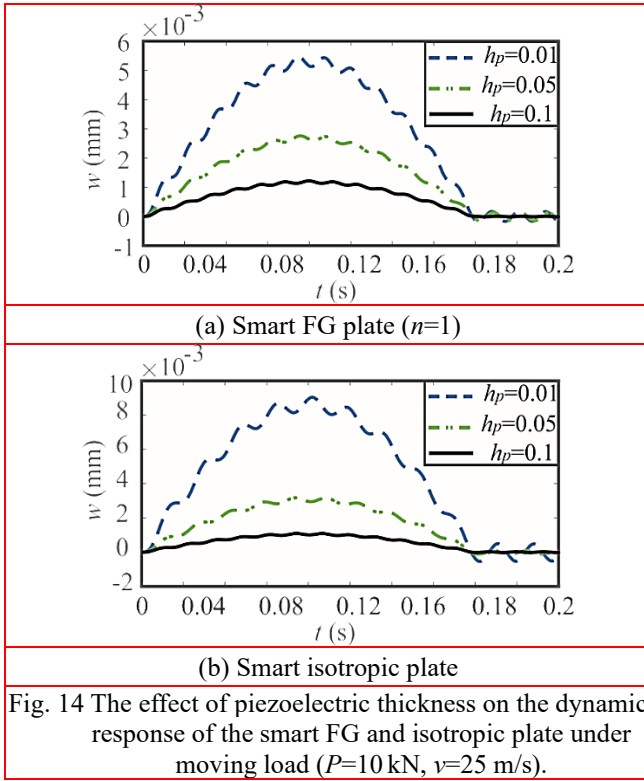 ×10⁻³
6
5
3
1
0
-1
w (mm)
hp=0.01
hp=0.05
hp=0.1
0 0.04 0.08 0.12 0.16 0.2
t (s)
(a) Smart FG plate (n=1)
×10⁻³
10
8
6
4
2
0
-2
w (mm)
hp=0.01
hp=0.05
hp=0.1
0 0.04 0.08 0.12 0.16 0.2
t (s)
(b) Smart isotropic plate
Fig. 14 The effect of piezoelectric thickness on the dynamic
response of the smart FG and isotropic plate under
moving load (P=10 kN, v=25 m/s).